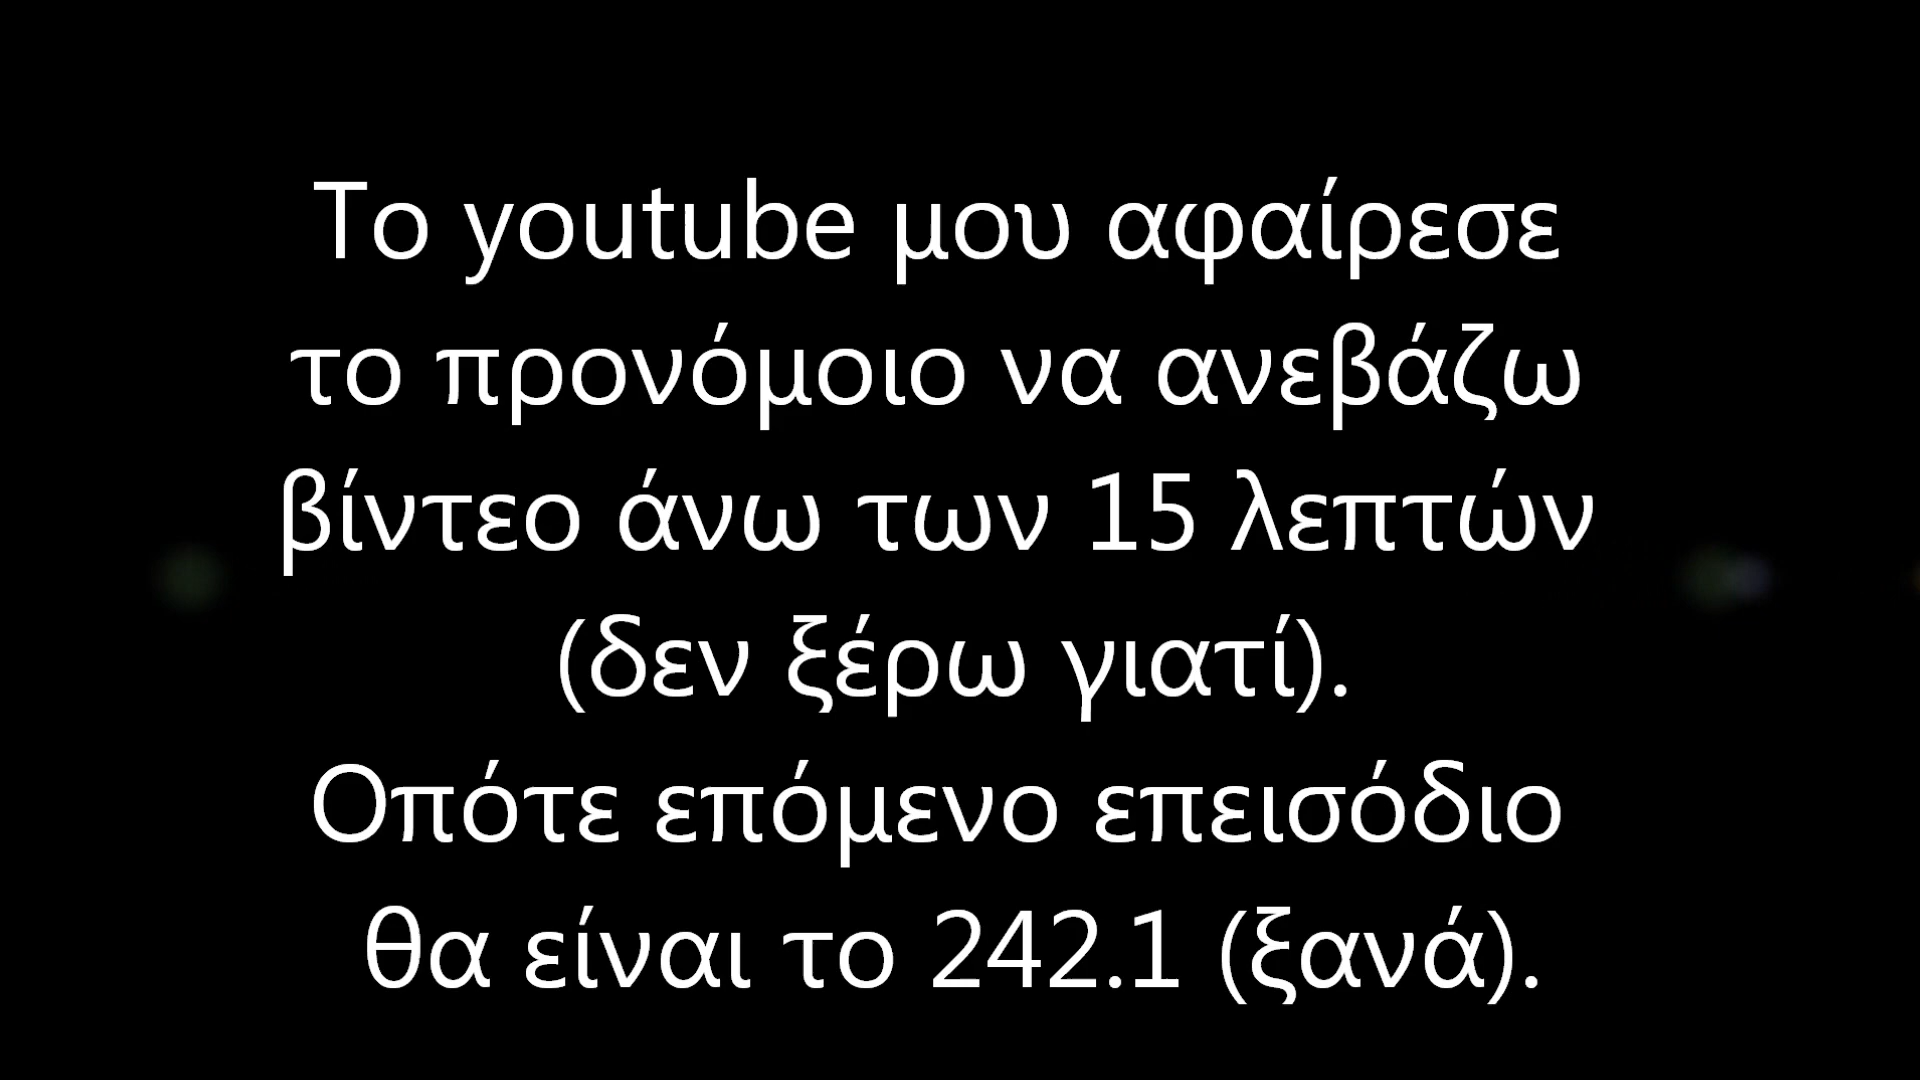 Το youtube μου αφαίρεσε
το προνόμοιο να ανεβάζω
βίντεο άνω των 15 λεπτών
(δεν ξέρω γιατί).
Οπότε επόμενο επεισόδιο
θα είναι το 242.1 (ξανά).